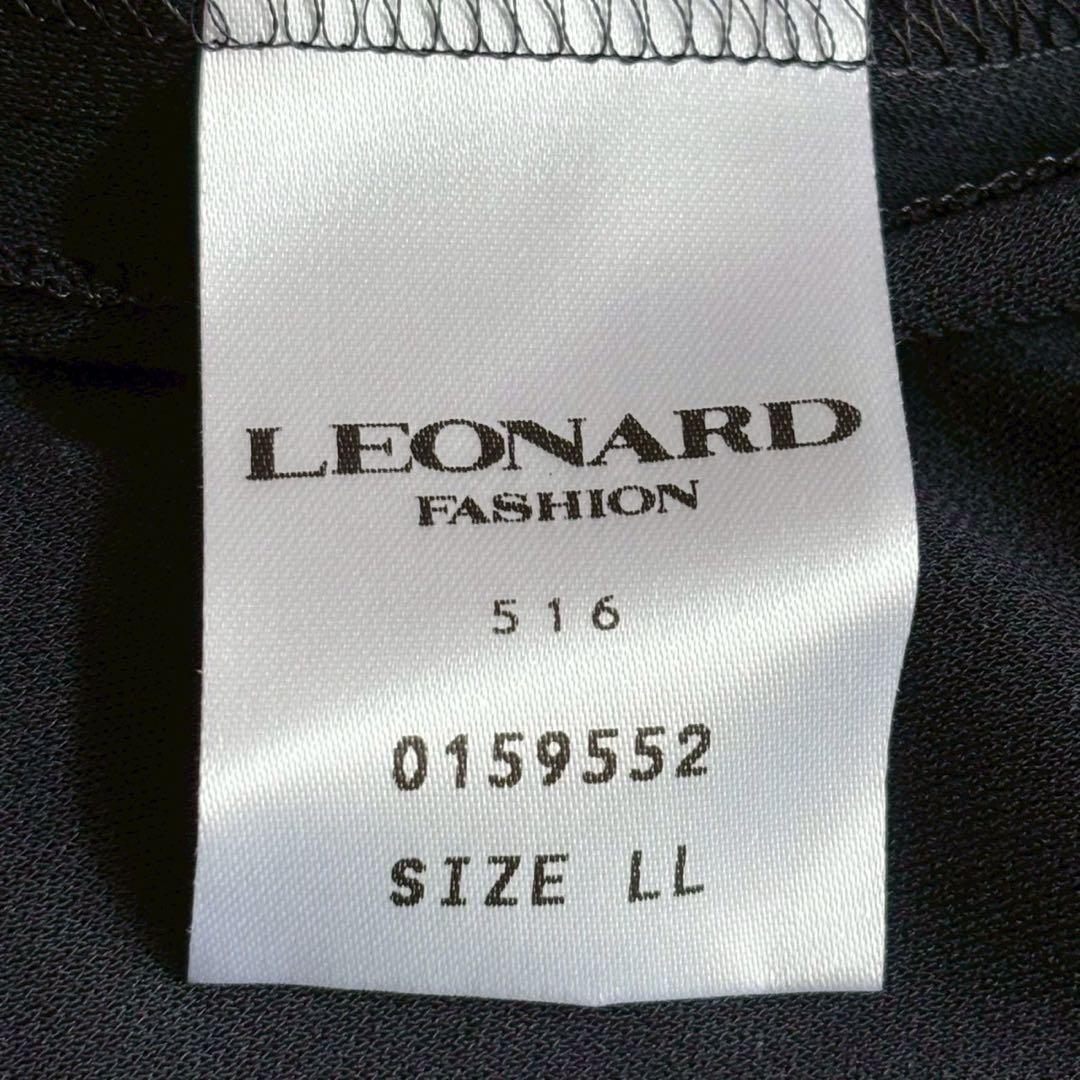 LEONARD
FASHION
516
0159552
SIZE LL